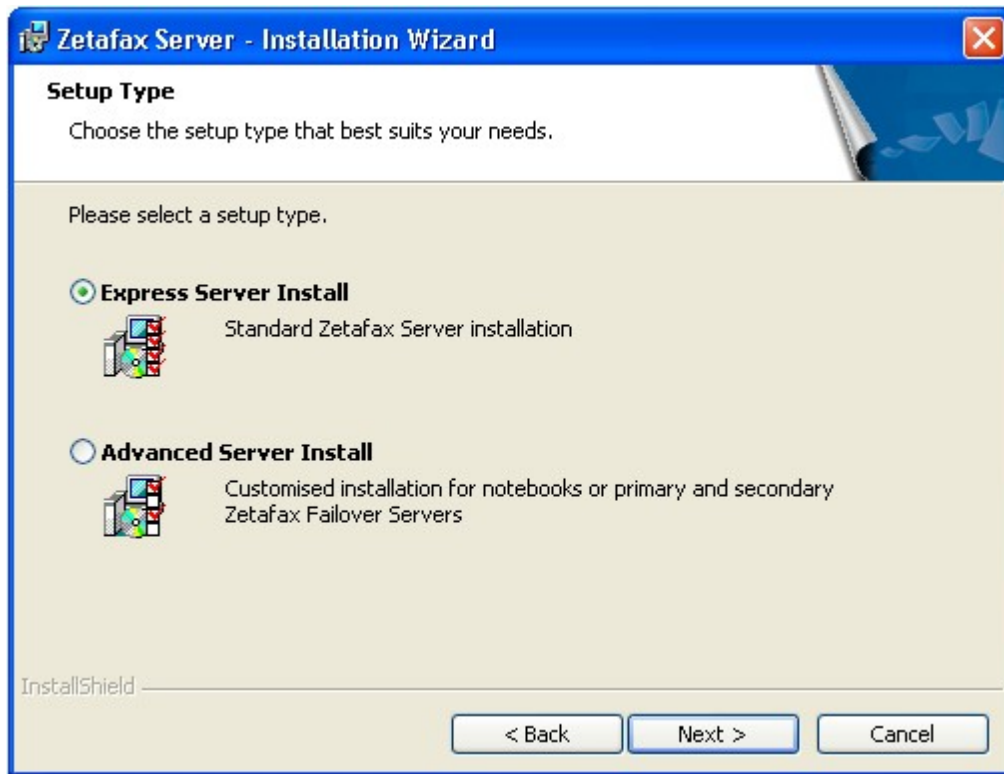 Zetafax Server - Installation Wizard
Setup Type
Choose the setup type that best suits your needs.
Please select a setup type.
Express Server Install
Standard Zetafax Server installation
Advanced Server Install
Customised installation for notebooks or primary and secondary
Zetafax Failover Servers
InstallShield
< Back
Next >
Cancel